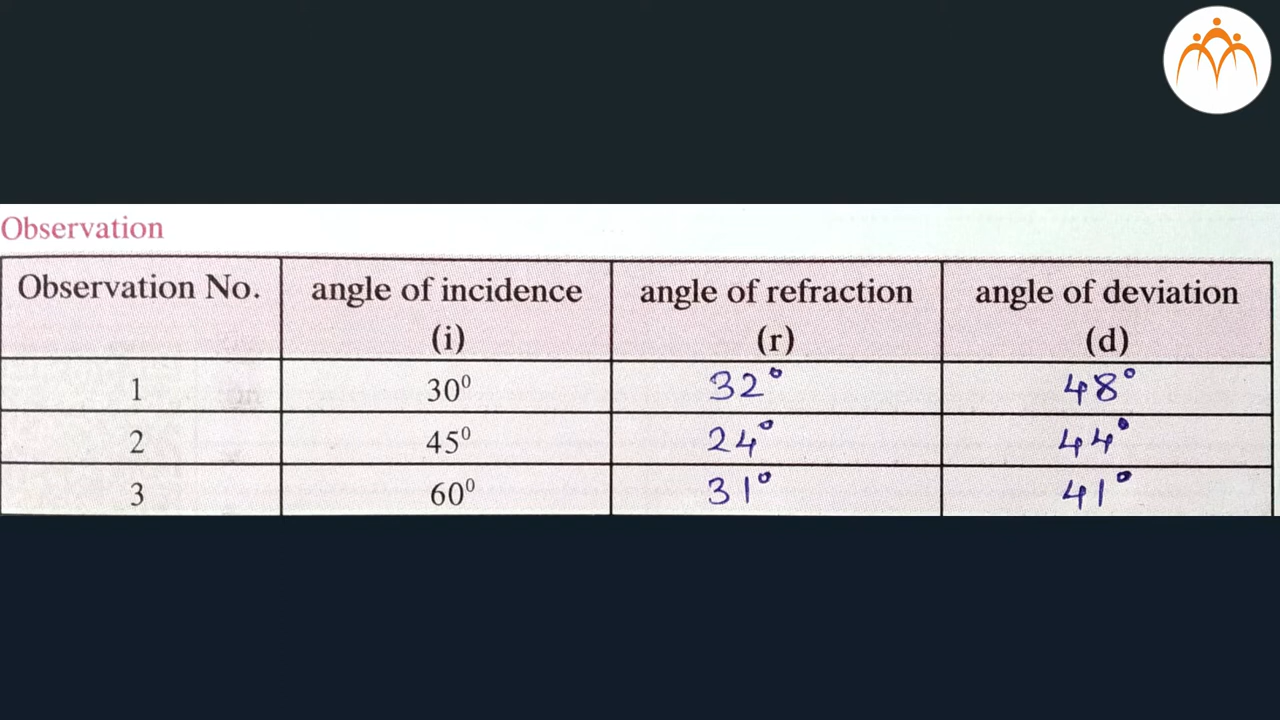 Observation
Observation No. angle of incidence angle of refraction angle of deviation
(i) (r) (d)
1 30⁰ 32° 48°
2 45⁰ 24° 44°
3 60⁰ 31° 41°